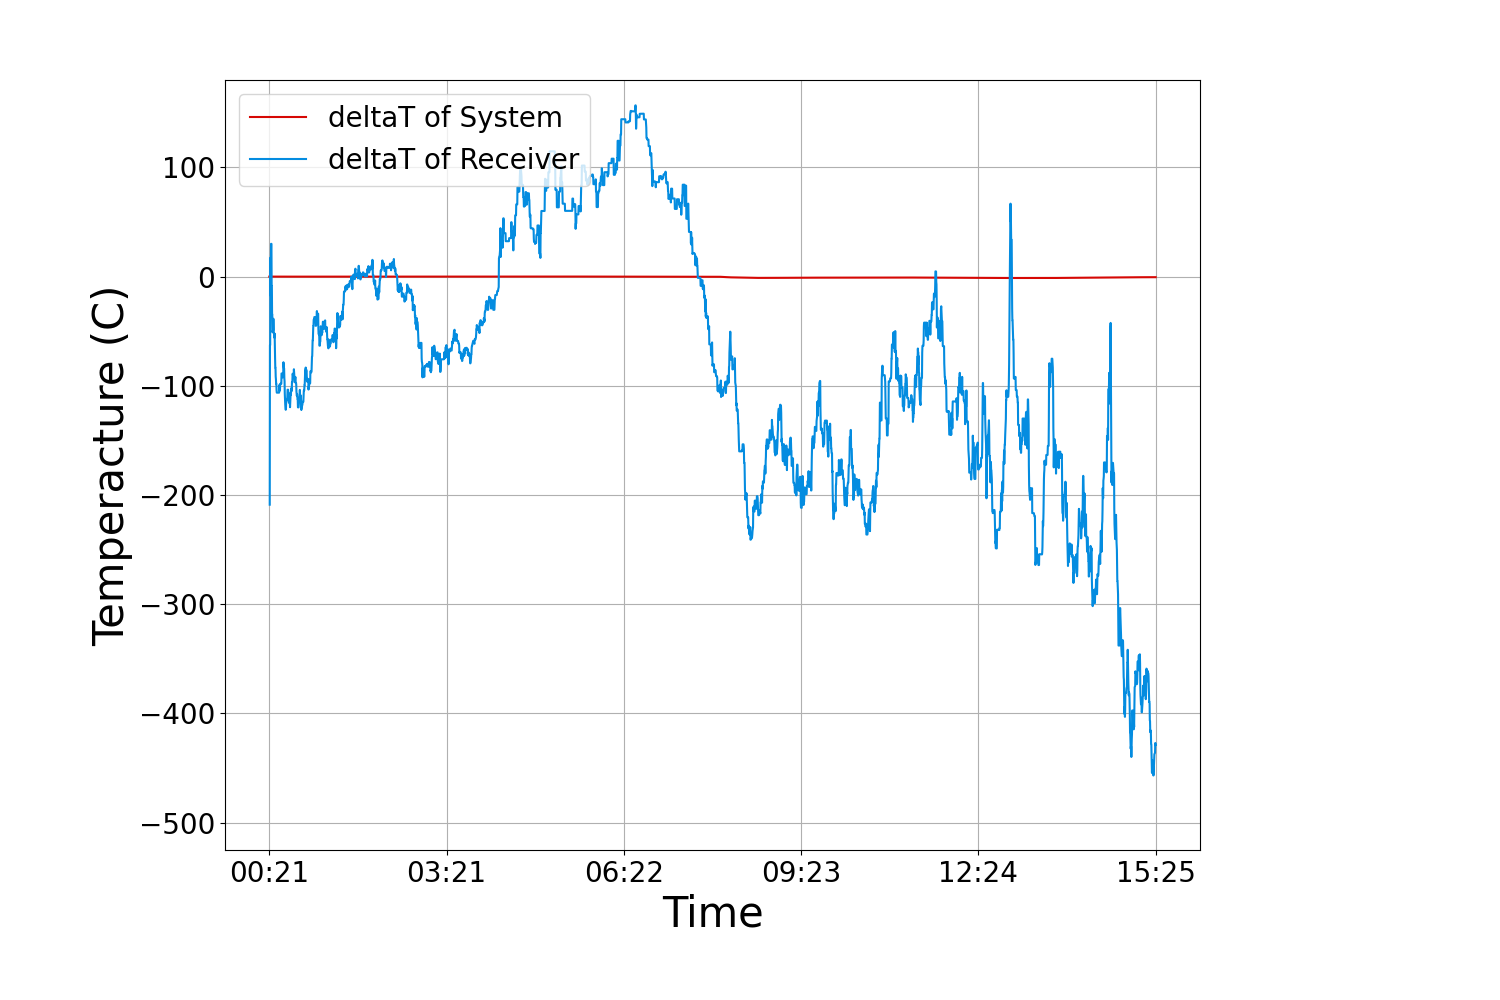 deltaT of System
deltaT of Receiver
100
0
−100
−200
−300
−400
−500
Temperacture (C)
00:21 03:21 06:22 09:23 12:24 15:25
Time